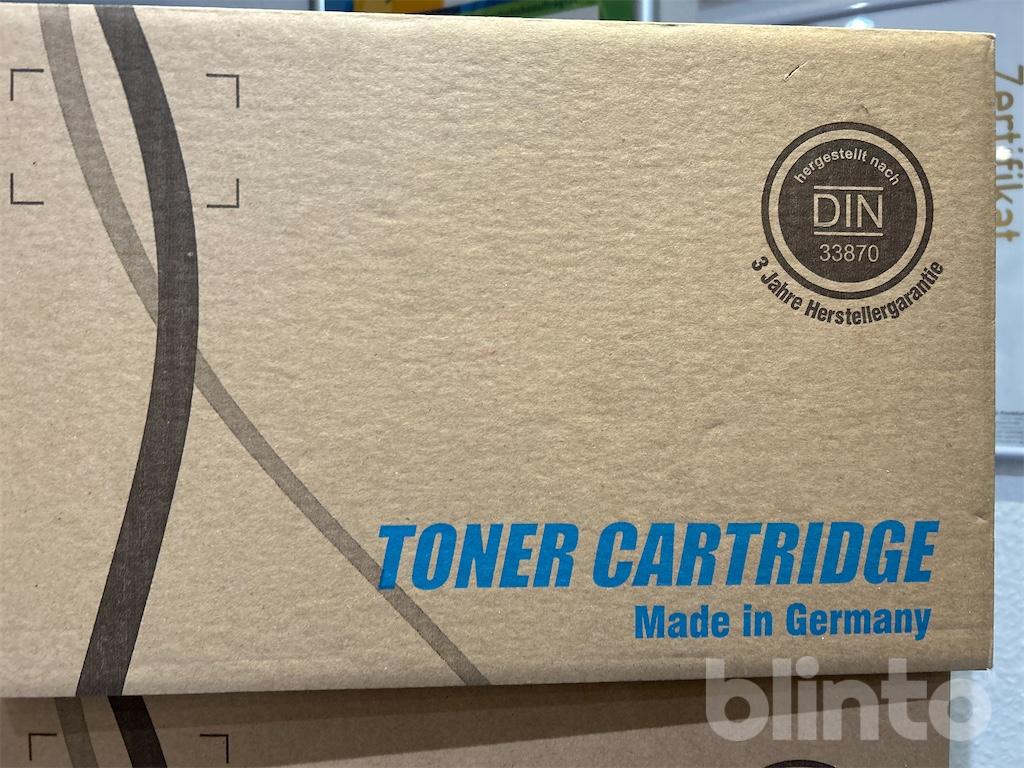 Zertifikat
hergestellt nach
DIN
33870
3 Jahre Herstellergarantie
TONER CARTRIDGE
Made in Germany
blinto